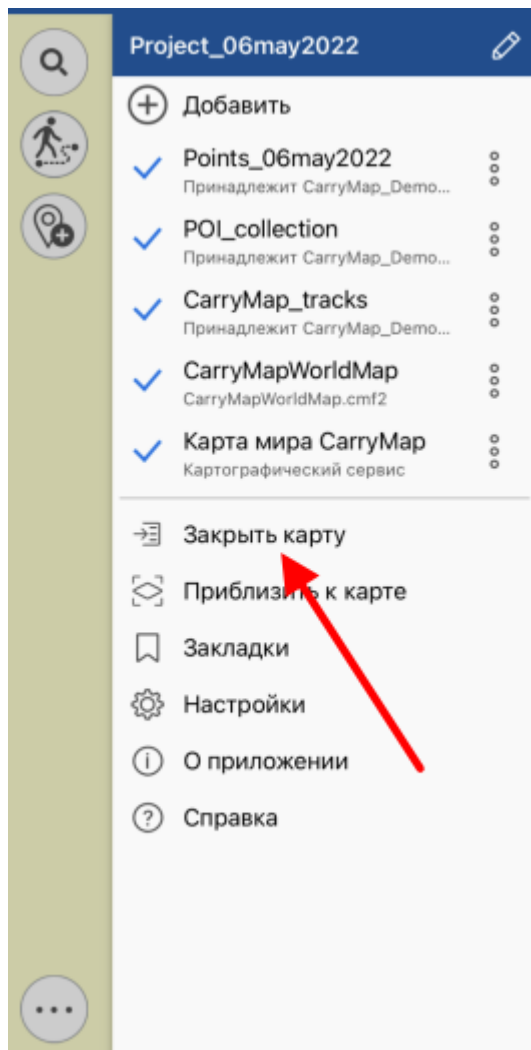 Project_06may2022
Добавить
Points_06may2022
Принадлежит CarryMap_Demo...
POI_collection
Принадлежит CarryMap_Demo...
CarryMap_tracks
Принадлежит CarryMap_Demo...
CarryMapWorldMap
CarryMapWorldMap.cmf2
Карта мира CarryMap
Картографический сервис
Закрыть карту
Приблизить к карте
Закладки
Настройки
О приложении
Справка